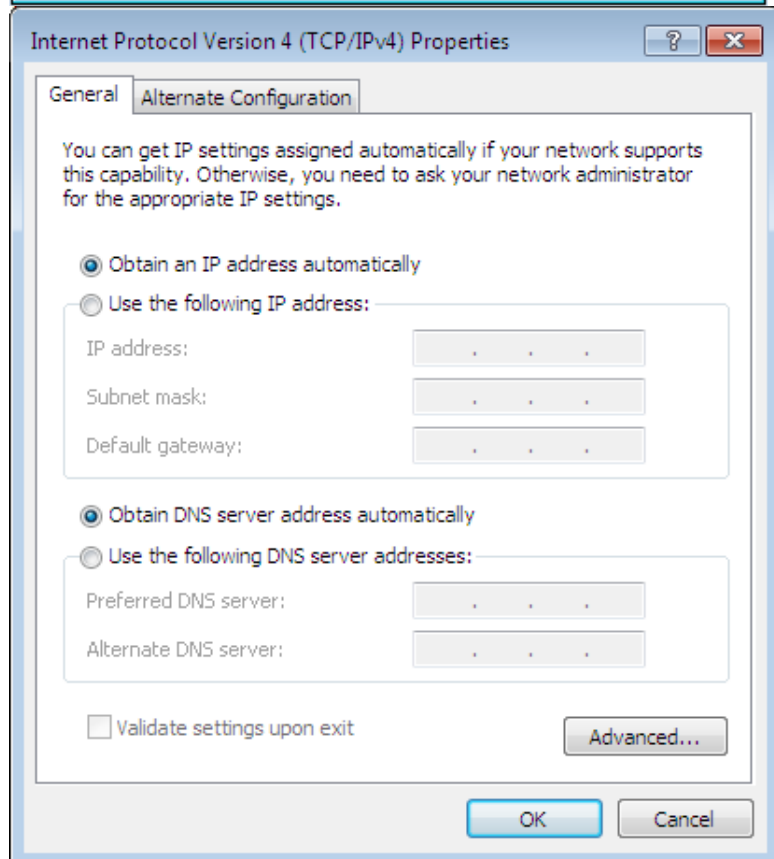 Internet Protocol Version 4 (TCP/IPv4) Properties
General
Alternate Configuration
You can get IP settings assigned automatically if your network supports
this capability. Otherwise, you need to ask your network administrator
for the appropriate IP settings.
Obtain an IP address automatically
Use the following IP address:
IP address:
Subnet mask:
Default gateway:
Obtain DNS server address automatically
Use the following DNS server addresses:
Preferred DNS server:
Alternate DNS server:
Validate settings upon exit
Advanced...
OK
Cancel